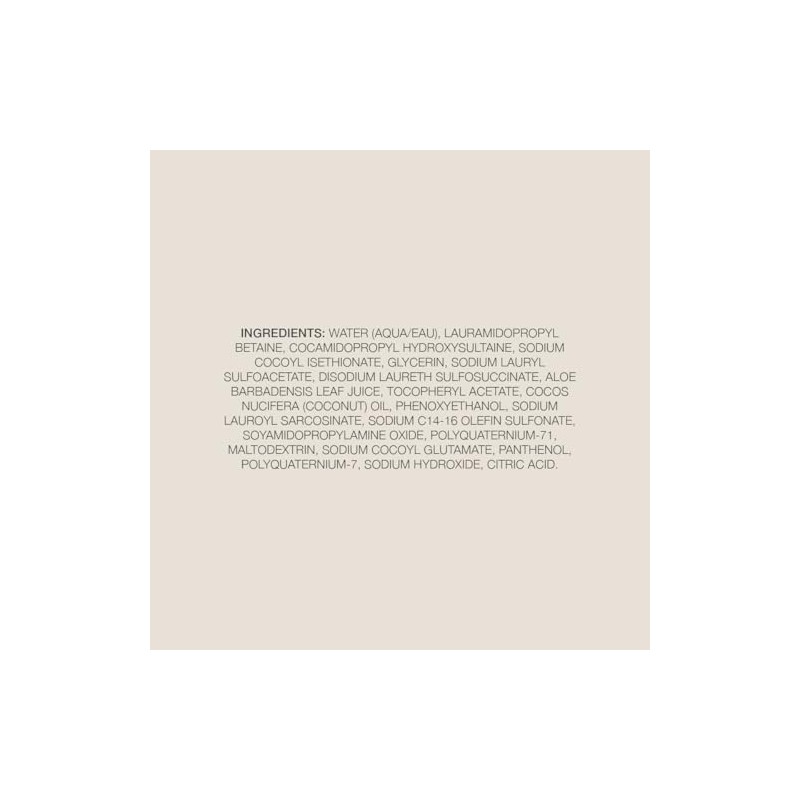 INGREDIENTS: WATER (AQUA/EAU), LAURAMIDOPROPYL
BETAINE, COCAMIDOPROPYL HYDROXYSULTAINE, SODIUM
COCOYL ISETHIONATE, GLYCERIN, SODIUM LAURYL
SULFOACETATE, DISODIUM LAURETH SULFOSUCCINATE, ALOE
BARBADENSIS LEAF JUICE, TOCOPHERYL ACETATE, COCOS
NUCIFERA (COCONUT) OIL, PHENOXYETHANOL, SODIUM
LAUROYL SARCOSINATE, SODIUM C14-16 OLEFIN SULFONATE,
SOYAMIDOPROPYLAMINE OXIDE, POLYQUATERNIUM-71,
MALTODEXTRIN, SODIUM COCOYL GLUTAMATE, PANTHENOL,
POLYQUATERNIUM-7, SODIUM HYDROXIDE, CITRIC ACID.